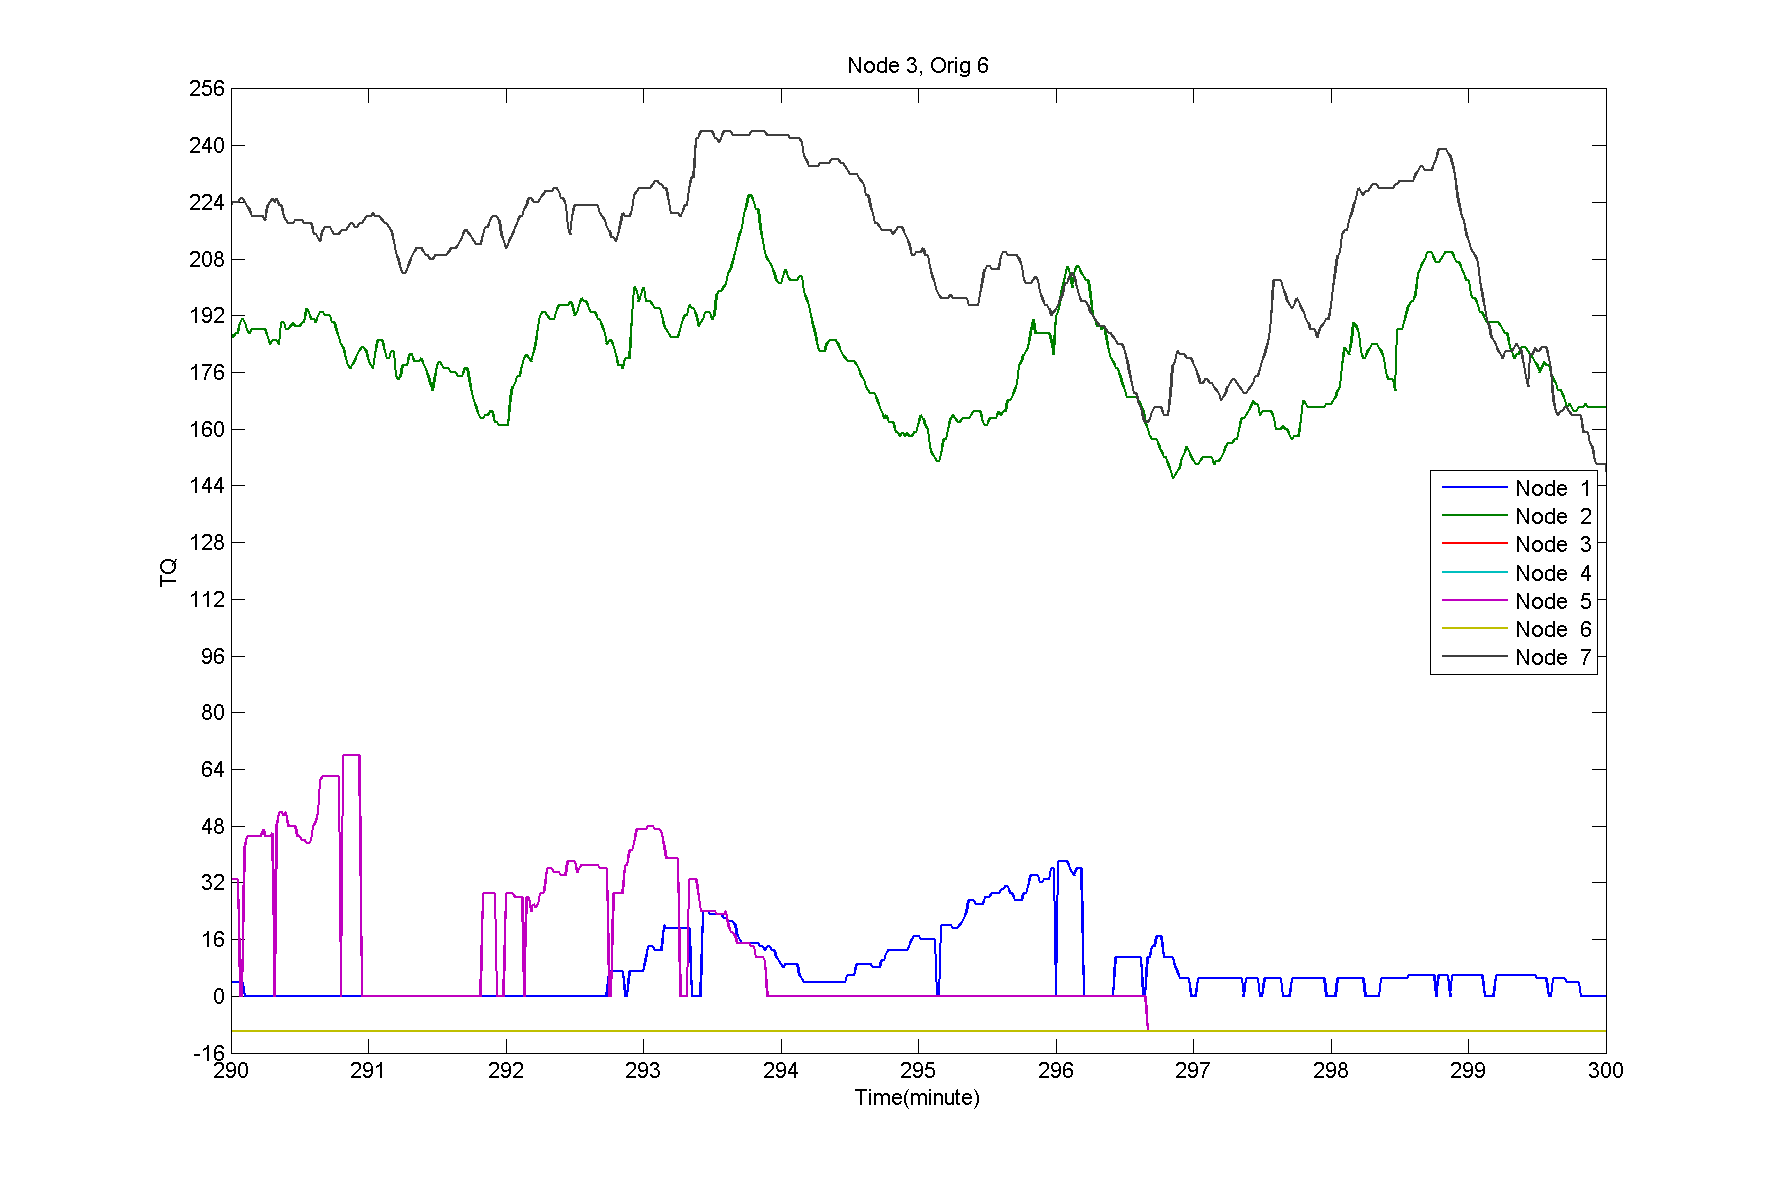 Node 3, Orig 6
256
240
224
208
192
176
160
144
128
112
96
80
64
48
32
16
0
-16
TQ
Node 1
Node 2
Node 3
Node 4
Node 5
Node 6
Node 7
290 291 292 293 294 295 296 297 298 299 300
Time(minute)